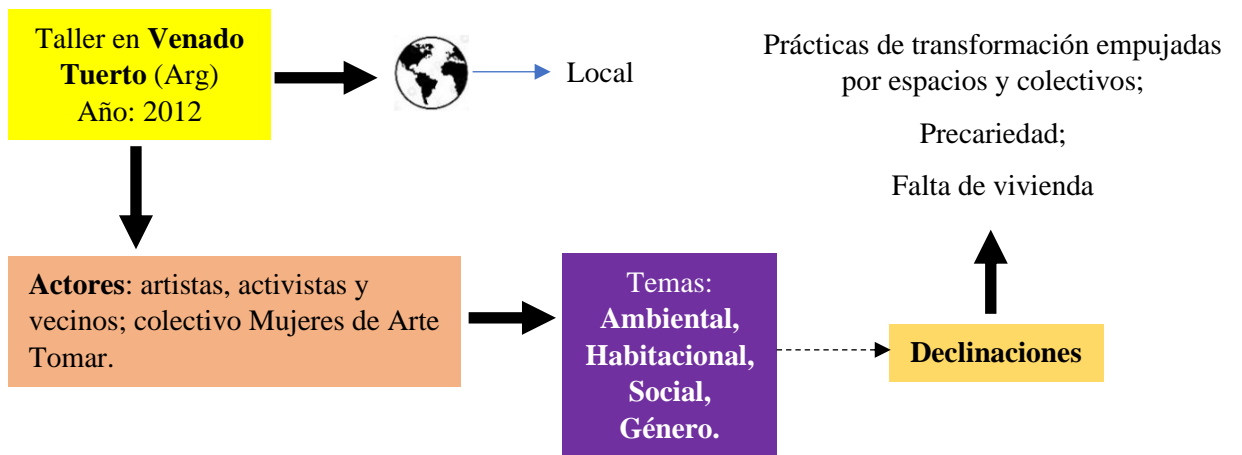 Taller en Venado
Tuerto (Arg)
Año: 2012
Local
Prácticas de transformación empujadas
por espacios y colectivos;
Precariedad;
Falta de vivienda
Actores: artistas, activistas y
vecinos; colectivo Mujeres de Arte
Tomar.
Temas:
Ambiental,
Habitacional,
Social,
Género.
Declinaciones